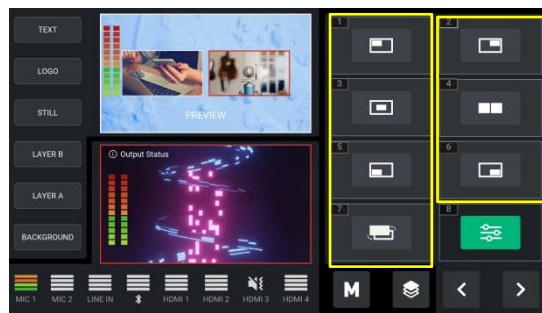 TEXT
LOGO
STILL
LAYER B
LAYER A
BACKGROUND
PREVIEW
Output Status
MIC 1
MIC 2
LINE IN
HDMI 1
HDMI 2
HDMI 3
HDMI 4
1
2
3
4
5
6
7
8
M